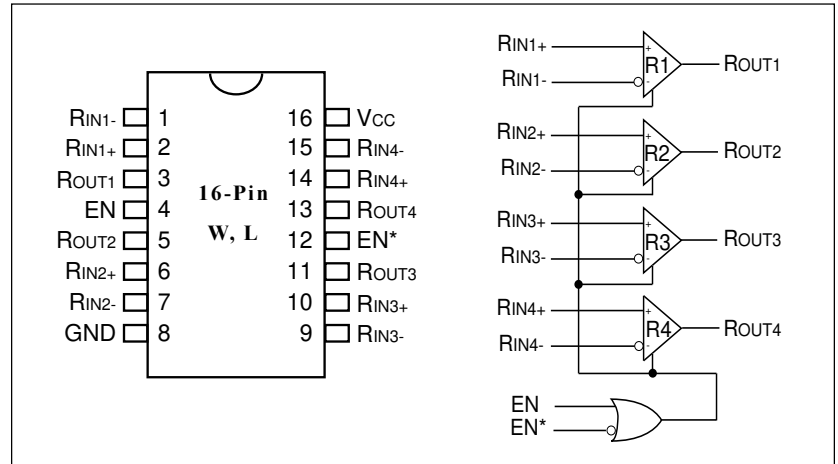 RIN1- 1 16 VCC
RIN1+ 2 15 RIN4-
ROUT1 3 14 RIN4+
EN 4 16-Pin 13 ROUT4
ROUT2 5 W, L 12 EN*
RIN2+ 6 11 ROUT3
RIN2- 7 10 RIN3+
GND 8 9 RIN3-
RIN1+ + R1 ROUT1
RIN1- -
RIN2+ + R2 ROUT2
RIN2- -
RIN3+ + R3 ROUT3
RIN3- -
RIN4+ + R4 ROUT4
RIN4- -
EN
EN*